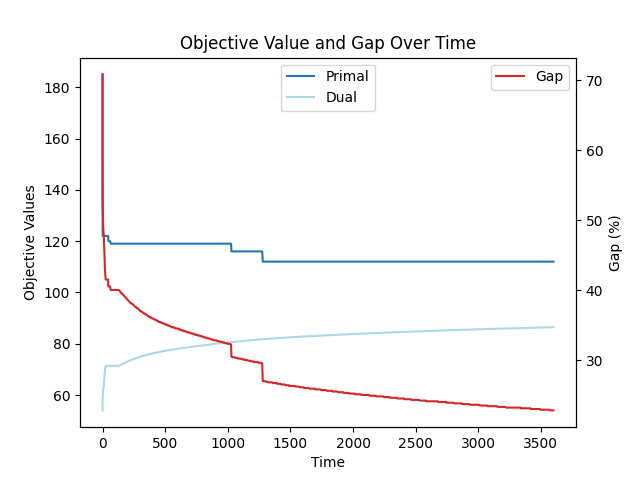 Objective Value and Gap Over Time
Primal
Dual
Gap
Objective Values
180
160
140
120
100
80
60
70
60
50
40
30
Gap (%)
0
500
1000
1500
2000
2500
3000
3500
Time